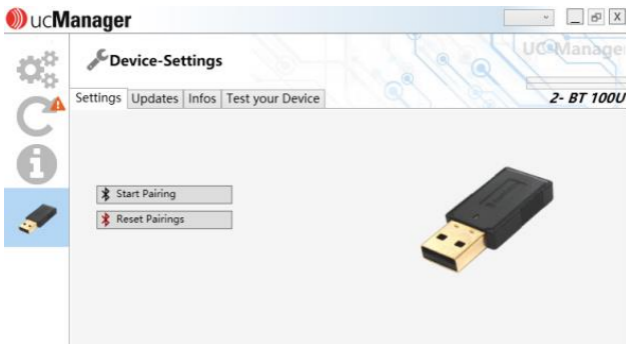 ucManager
X
UC-Manager
Device-Settings
2- BT 100U
Settings Updates Infos Test your Device
Start Pairing
Reset Pairings